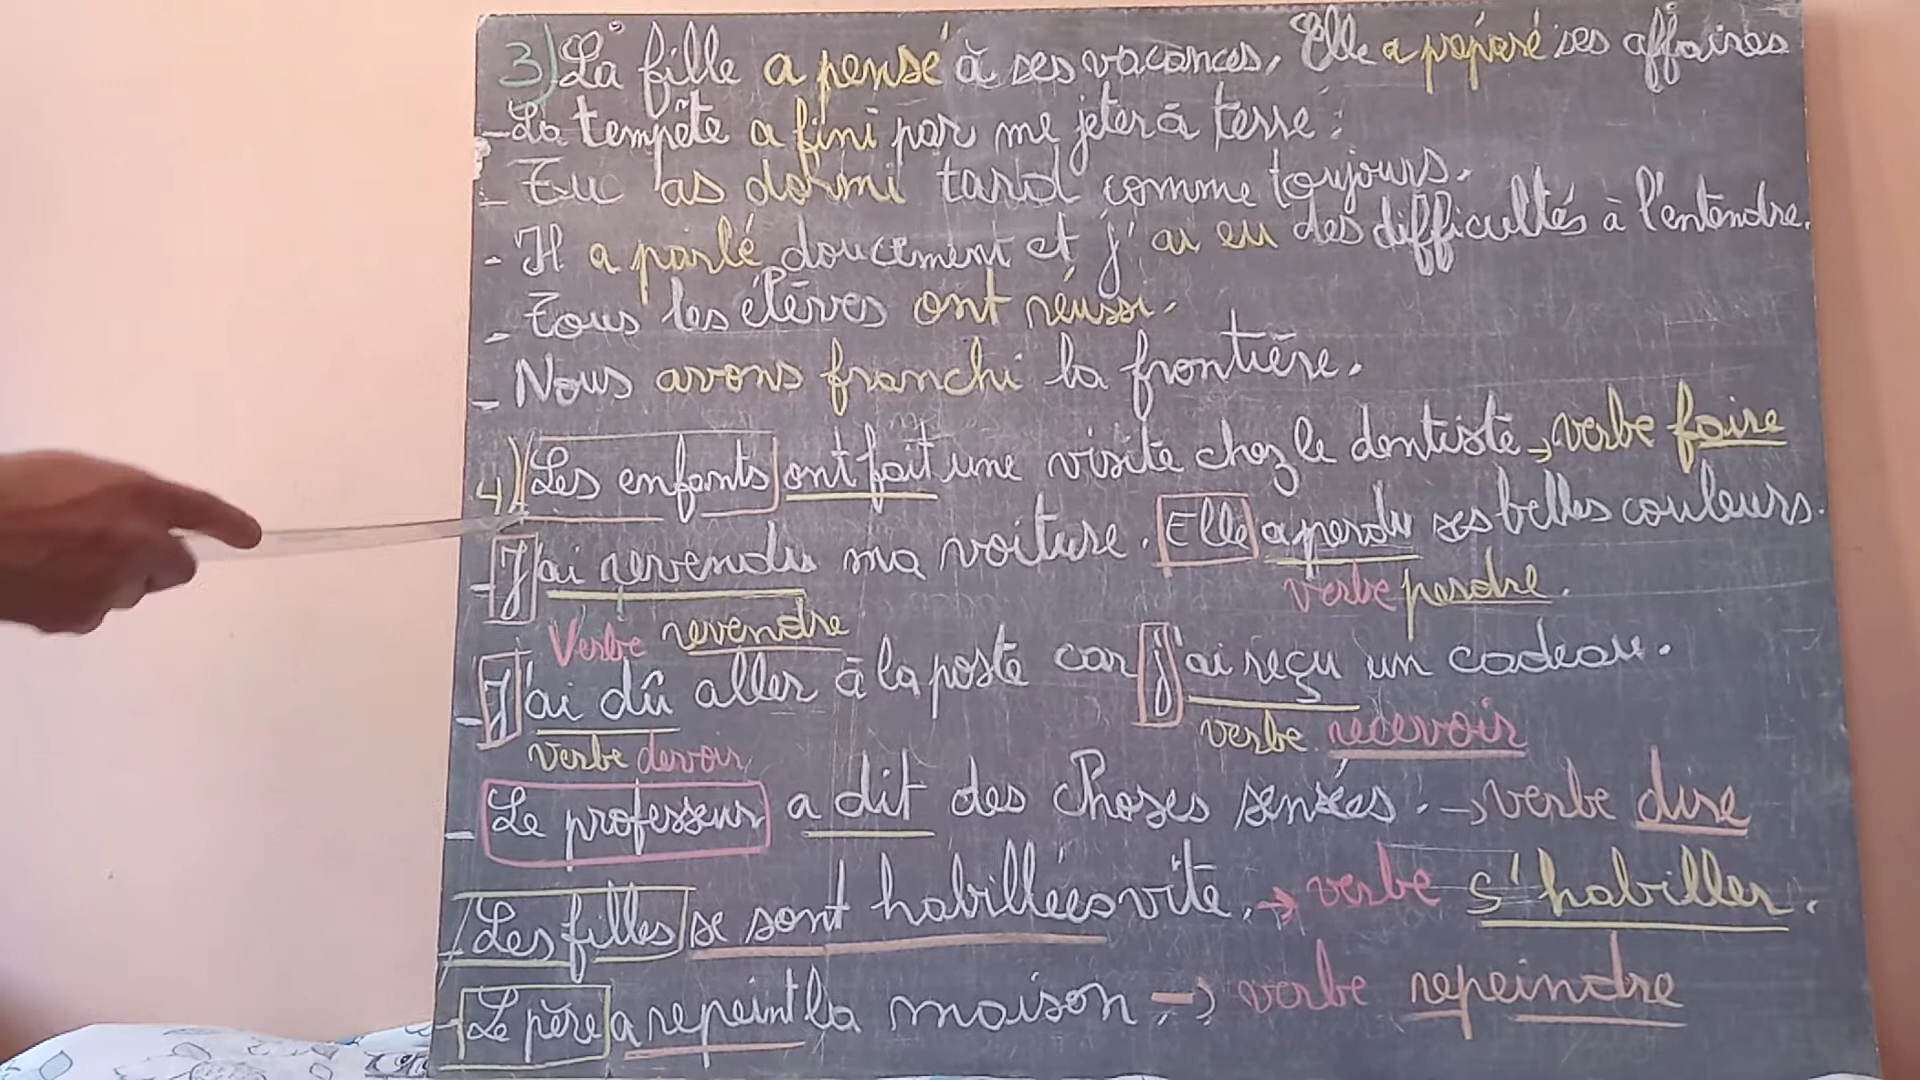 3) La fille a pensé à ses vacances. Elle a préparé ses affaires
- La tempête a fini par me jeter à terre.
- Tu as dormi tard comme toujours.
- Il a parlé doucement et j'ai eu des difficultés à l'entendre.
- Tous les élèves ont réussi.
- Nous avons franchi la frontière.
4) Les enfants ont fait une visite chez le dentiste → verbe faire
- J'ai revendu ma voiture. Elle a perdu ses belles couleurs.
Verbe revendre verbe perdre.
- J'ai dû aller à la poste car j'ai reçu un cadeau.
verbe devoir verbe recevoir
- Le professeur a dit des choses sensées. → verbe dire
- Les filles se sont habillées vite. → verbe s'habiller.
- Le père a repeint la maison → verbe repeindre